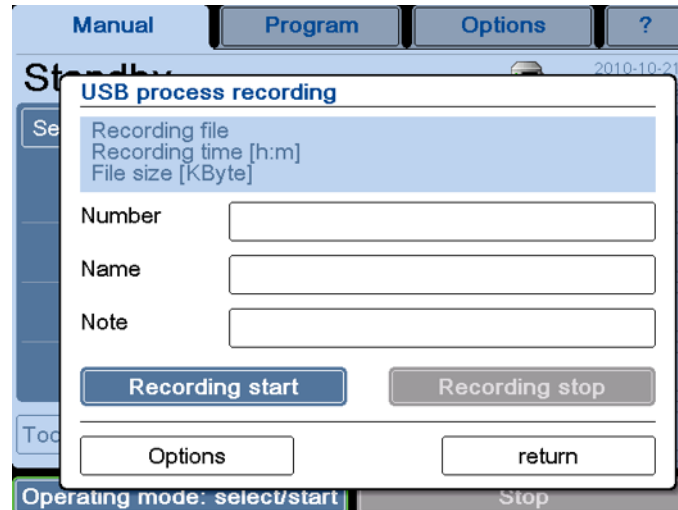 Manual
Program
Options
?
2010-10-21
USB process recording
Recording file
Recording time [h:m]
File size [KByte]
Number
Name
Note
Recording start
Recording stop
Options
return
Operating mode: select/start
Stop